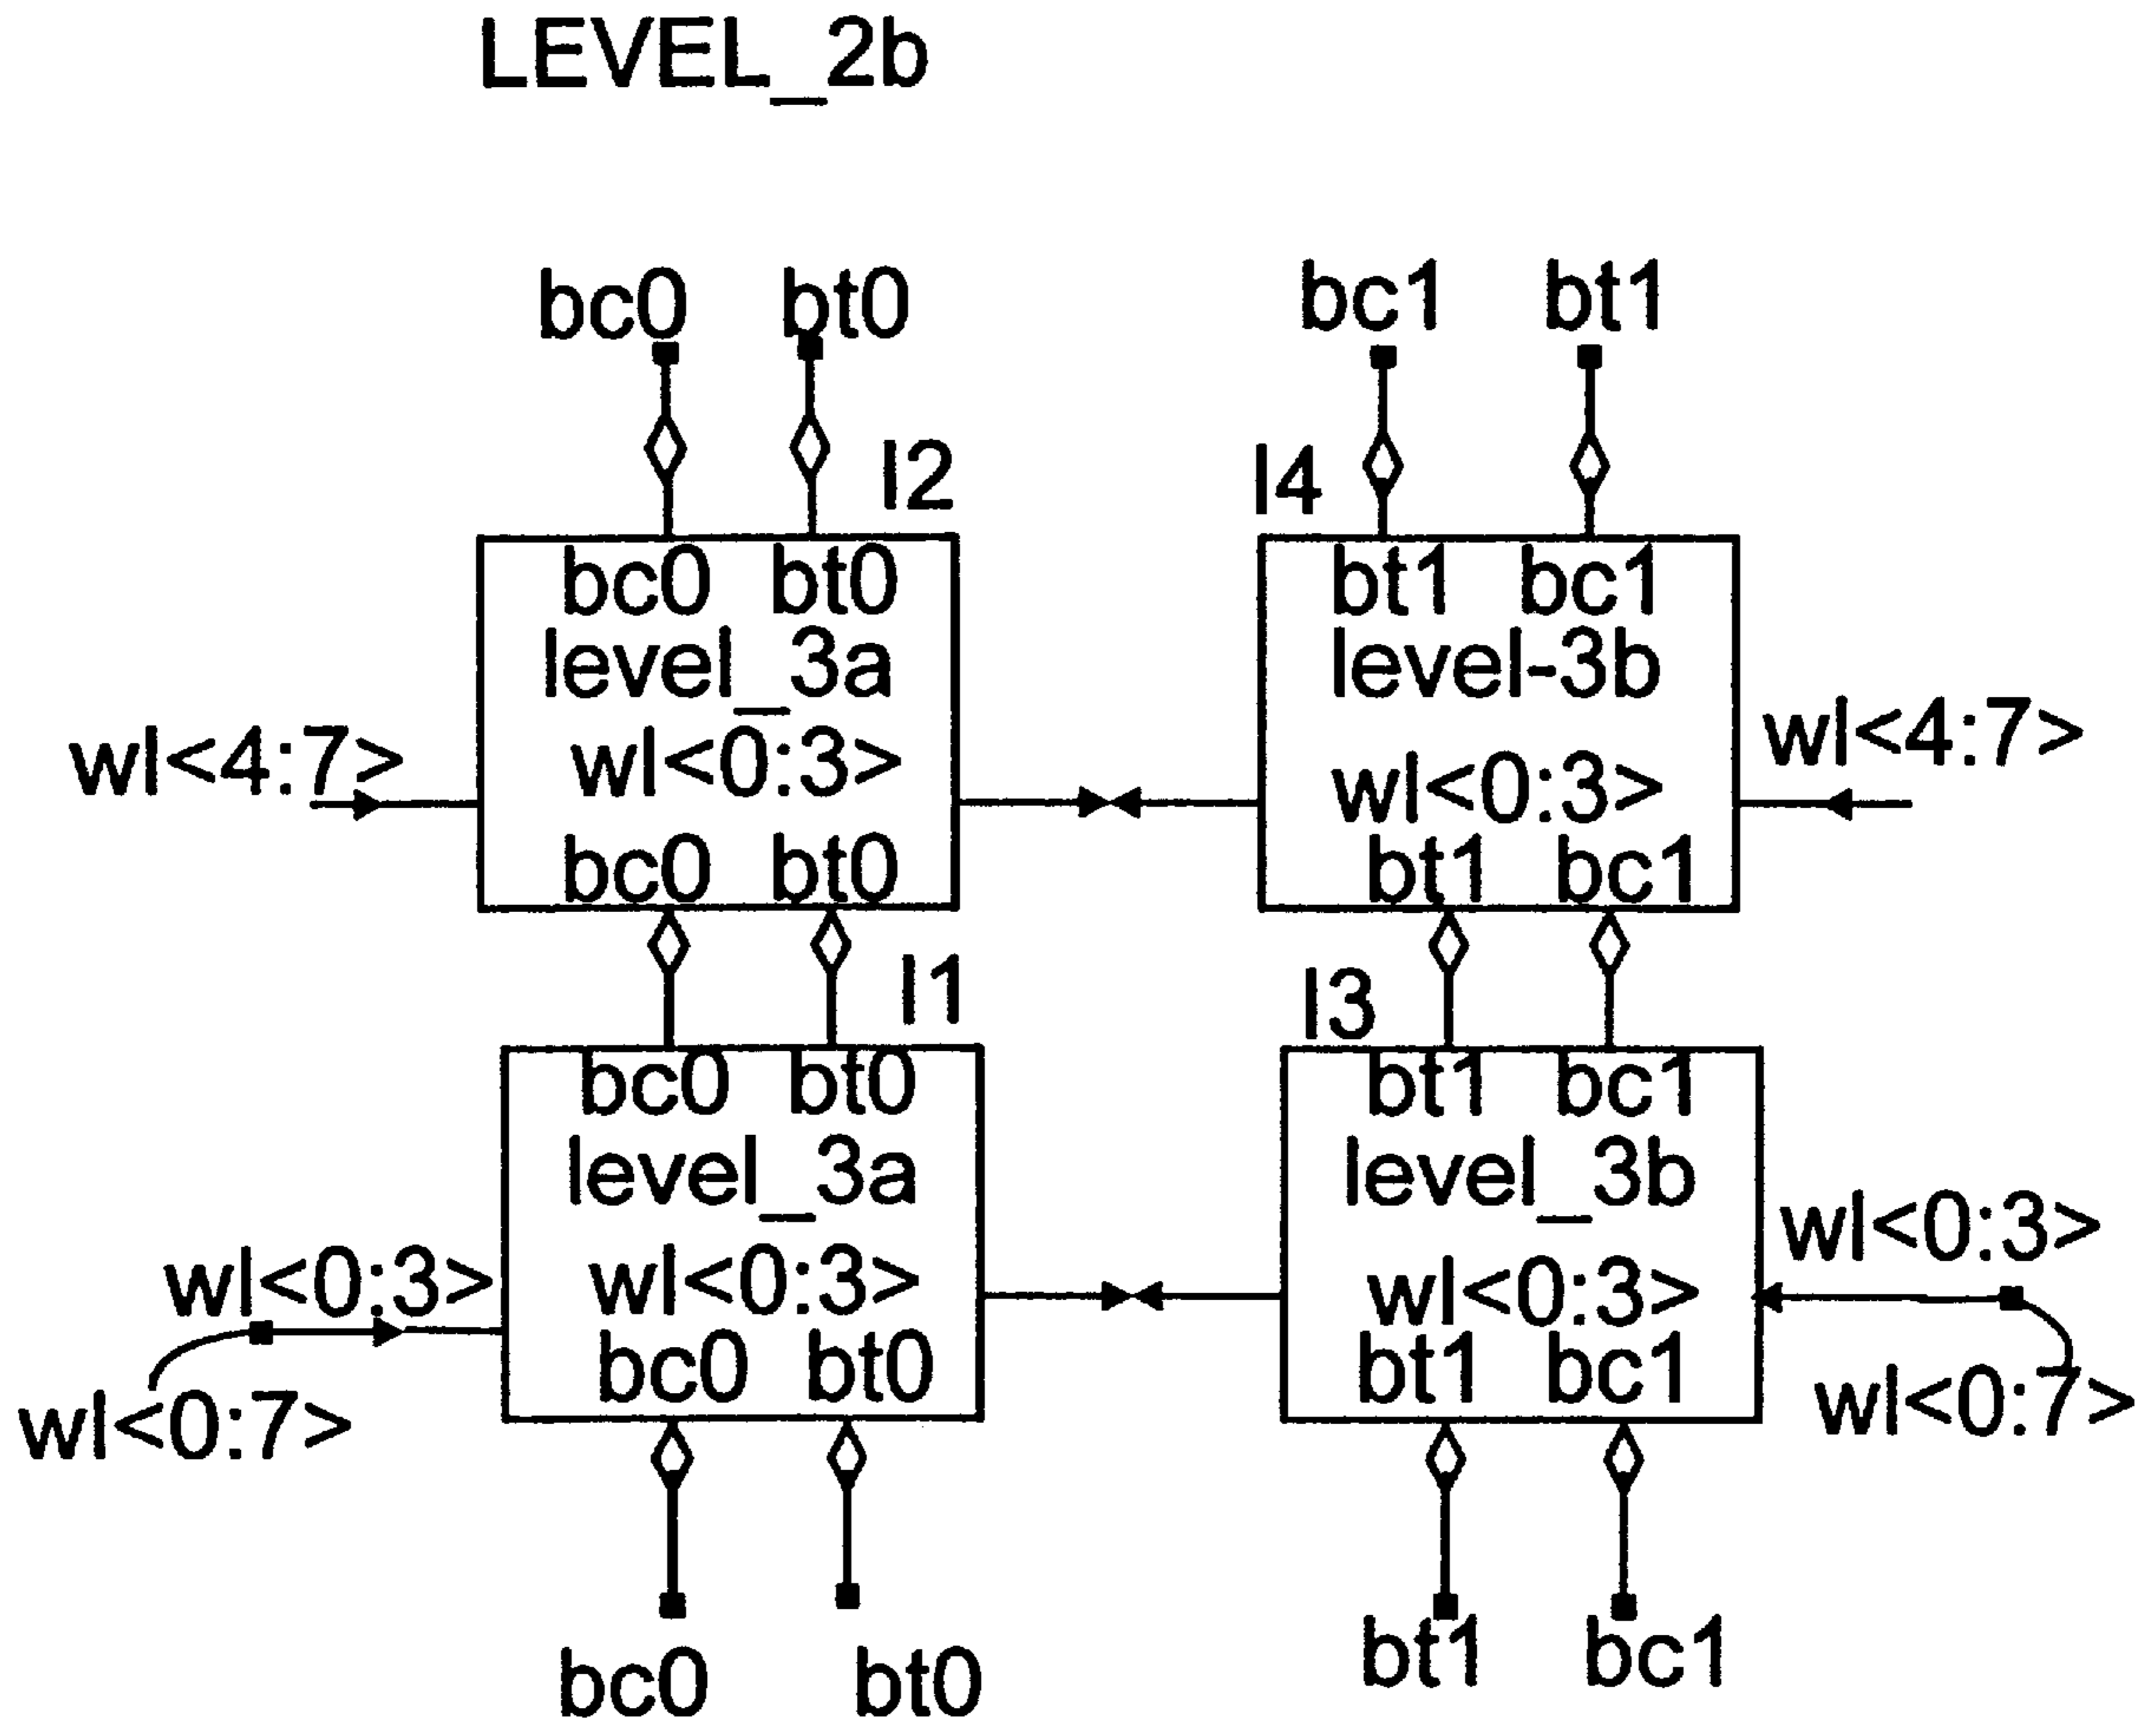 LEVEL_2b
bc0 bt0 bc1 bt1
I2 I4
bc0 bt0 bt1 bc1
level_3a level-3b
wl<4:7> wl<0:3> wl<0:3> wl<4:7>
bc0 bt0 bt1 bc1
I1 I3
bc0 bt0 bt1 bc1
level_3a level_3b
wl<0:3> wl<0:3> wl<0:3> wl<0:3>
bc0 bt0 bt1 bc1
wl<0:7> wl<0:7>
bc0 bt0 bt1 bc1